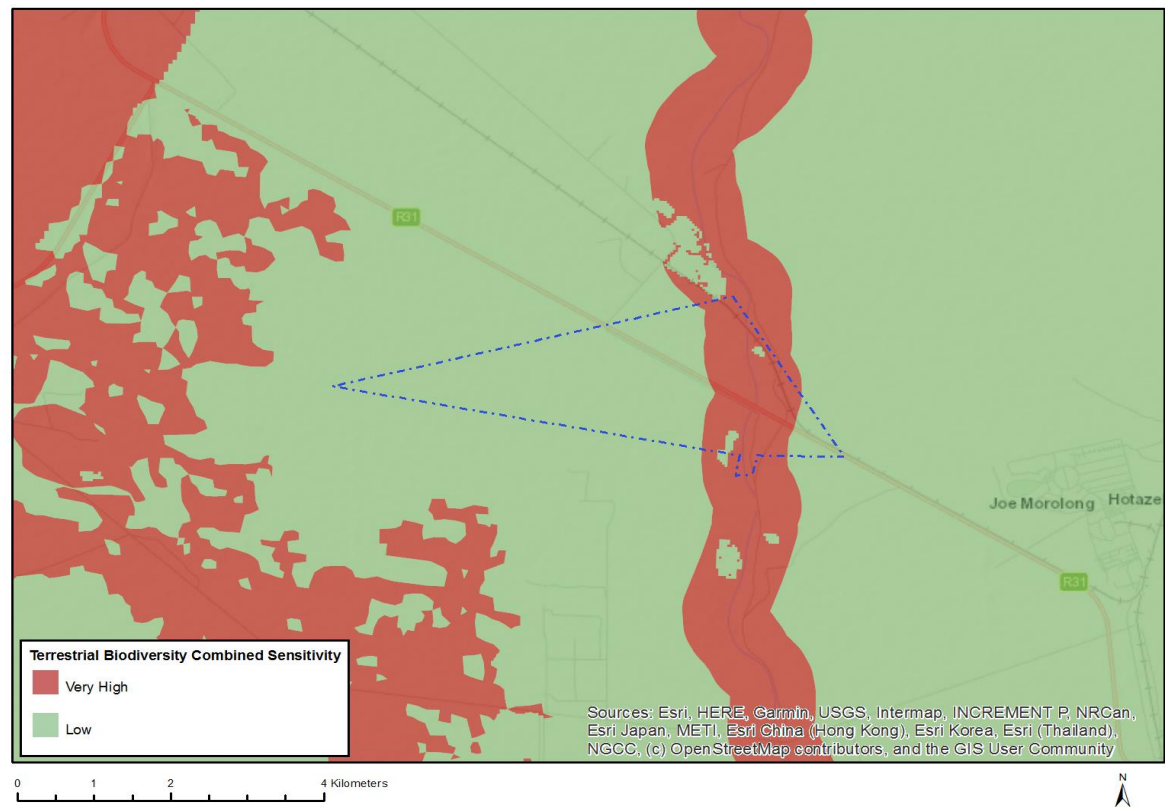 R31
Joe Morolong
Hotaze
R31
Terrestrial Biodiversity Combined Sensitivity
Very High
Low
Sources: Esri, HERE, Garmin, USGS, Intermap, INCREMENT P, NRCan,
Esri Japan, METI, Esri China (Hong Kong), Esri Korea, Esri (Thailand),
NGCC, (c) OpenStreetMap contributors, and the GIS User Community
0 1 2 4 Kilometers
N